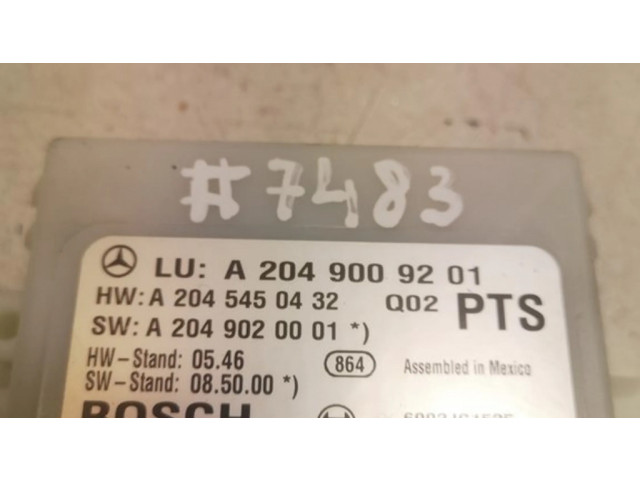 #7483
LU: A 204 900 92 01
HW: A 204 545 04 32 Q02 PTS
SW: A 204 902 00 01 *)
HW-Stand: 05.46 864 Assembled in Mexico
SW-Stand: 08.50.00 *)
BOSCH